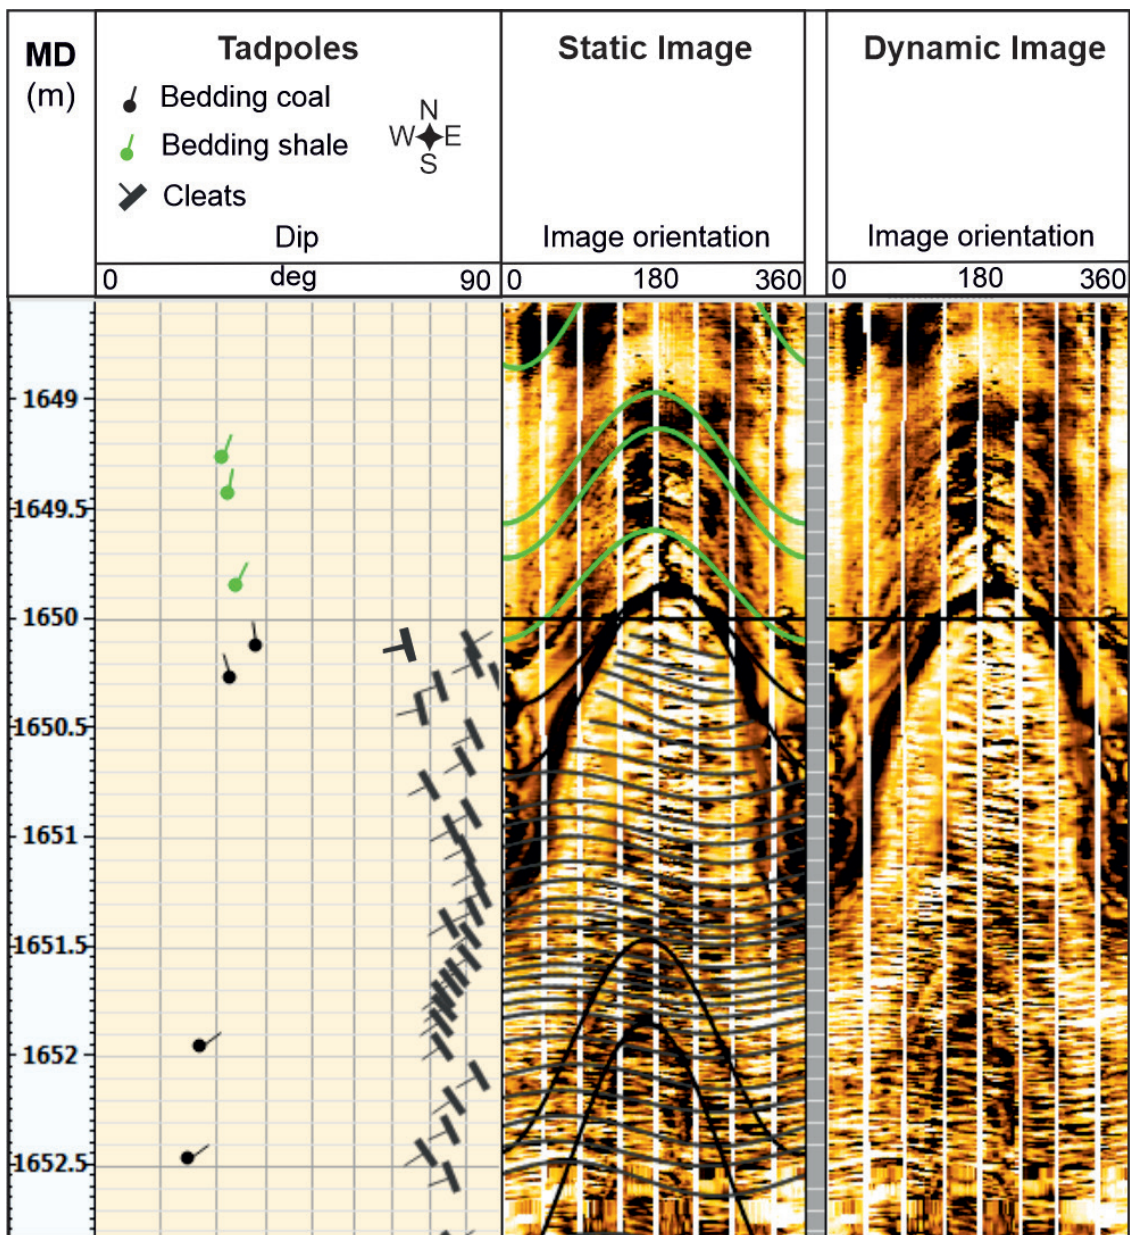 MD
(m)
Tadpoles
Bedding coal
Bedding shale
Cleats
N
W E
S
Dip
0 deg 90
Static Image
Image orientation
0 180 360
Dynamic Image
Image orientation
0 180 360
1649
1649.5
1650
1650.5
1651
1651.5
1652
1652.5